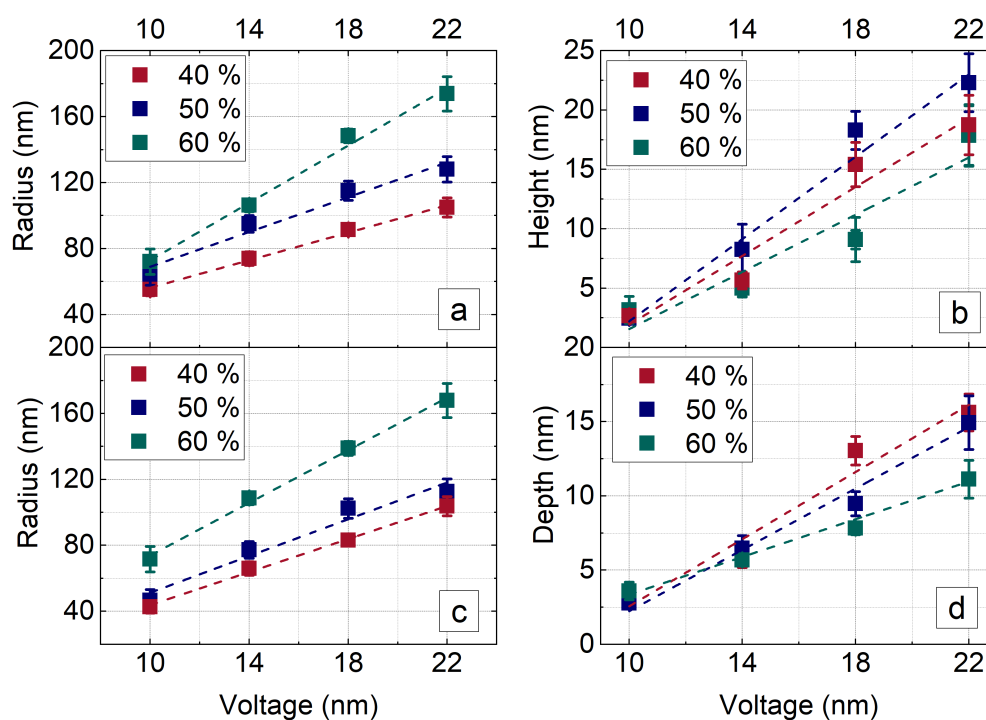 10 14 18 22
200
160
120
80
40
Radius (nm)
40 %
50 %
60 %
a
10 14 18 22
25
20
15
10
5
Height (nm)
40 %
50 %
60 %
b
200
160
120
80
40
Radius (nm)
40 %
50 %
60 %
c
10 14 18 22
Voltage (nm)
20
15
10
5
0
Depth (nm)
40 %
50 %
60 %
d
10 14 18 22
Voltage (nm)